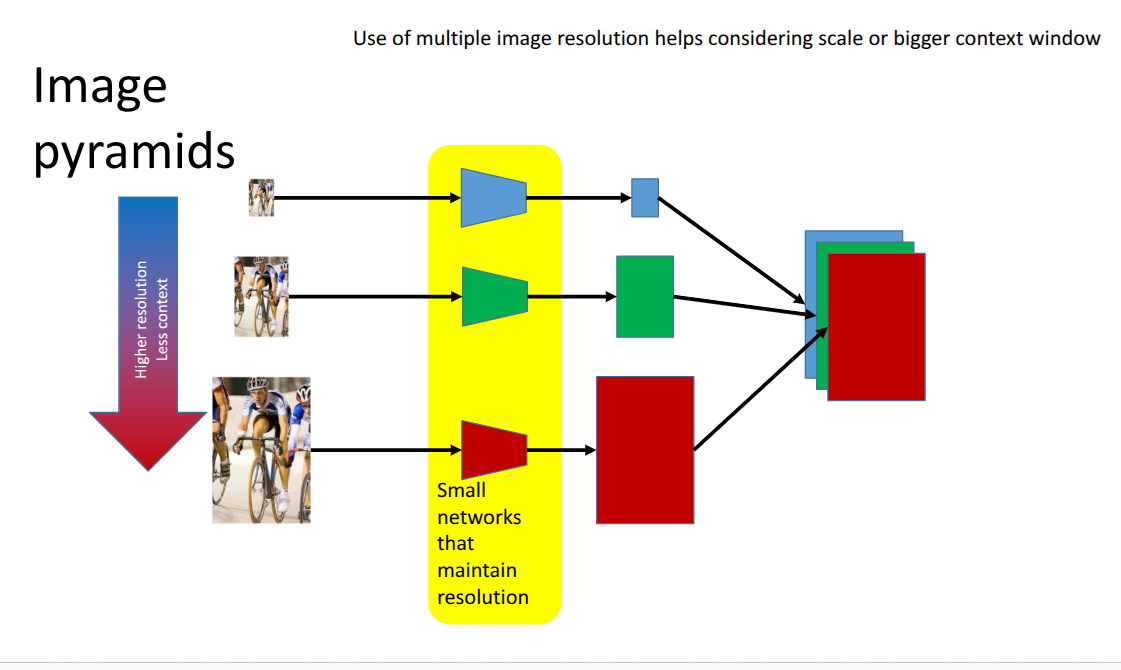 Use of multiple image resolution helps considering scale or bigger context window
Image
pyramids
Higher resolution
Less context
Small
networks
that
maintain
resolution